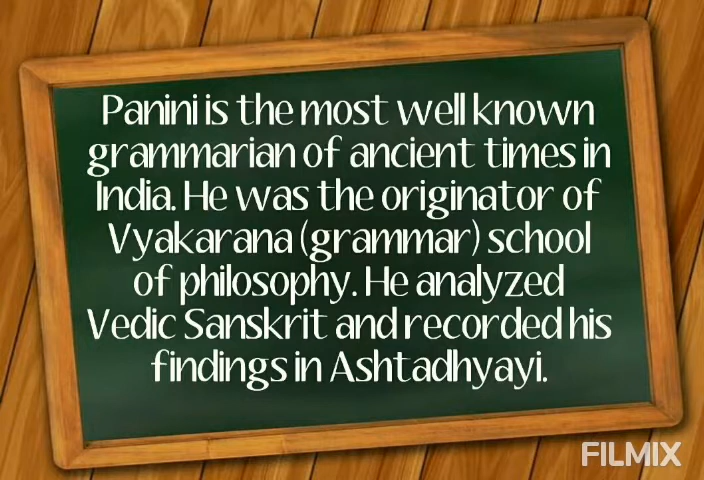 Panini is the most well known
grammarian of ancient times in
India. He was the originator of
Vyakarana (grammar) school
of philosophy. He analyzed
Vedic Sanskrit and recorded his
findings in Ashtadhyayi.
FILMIX